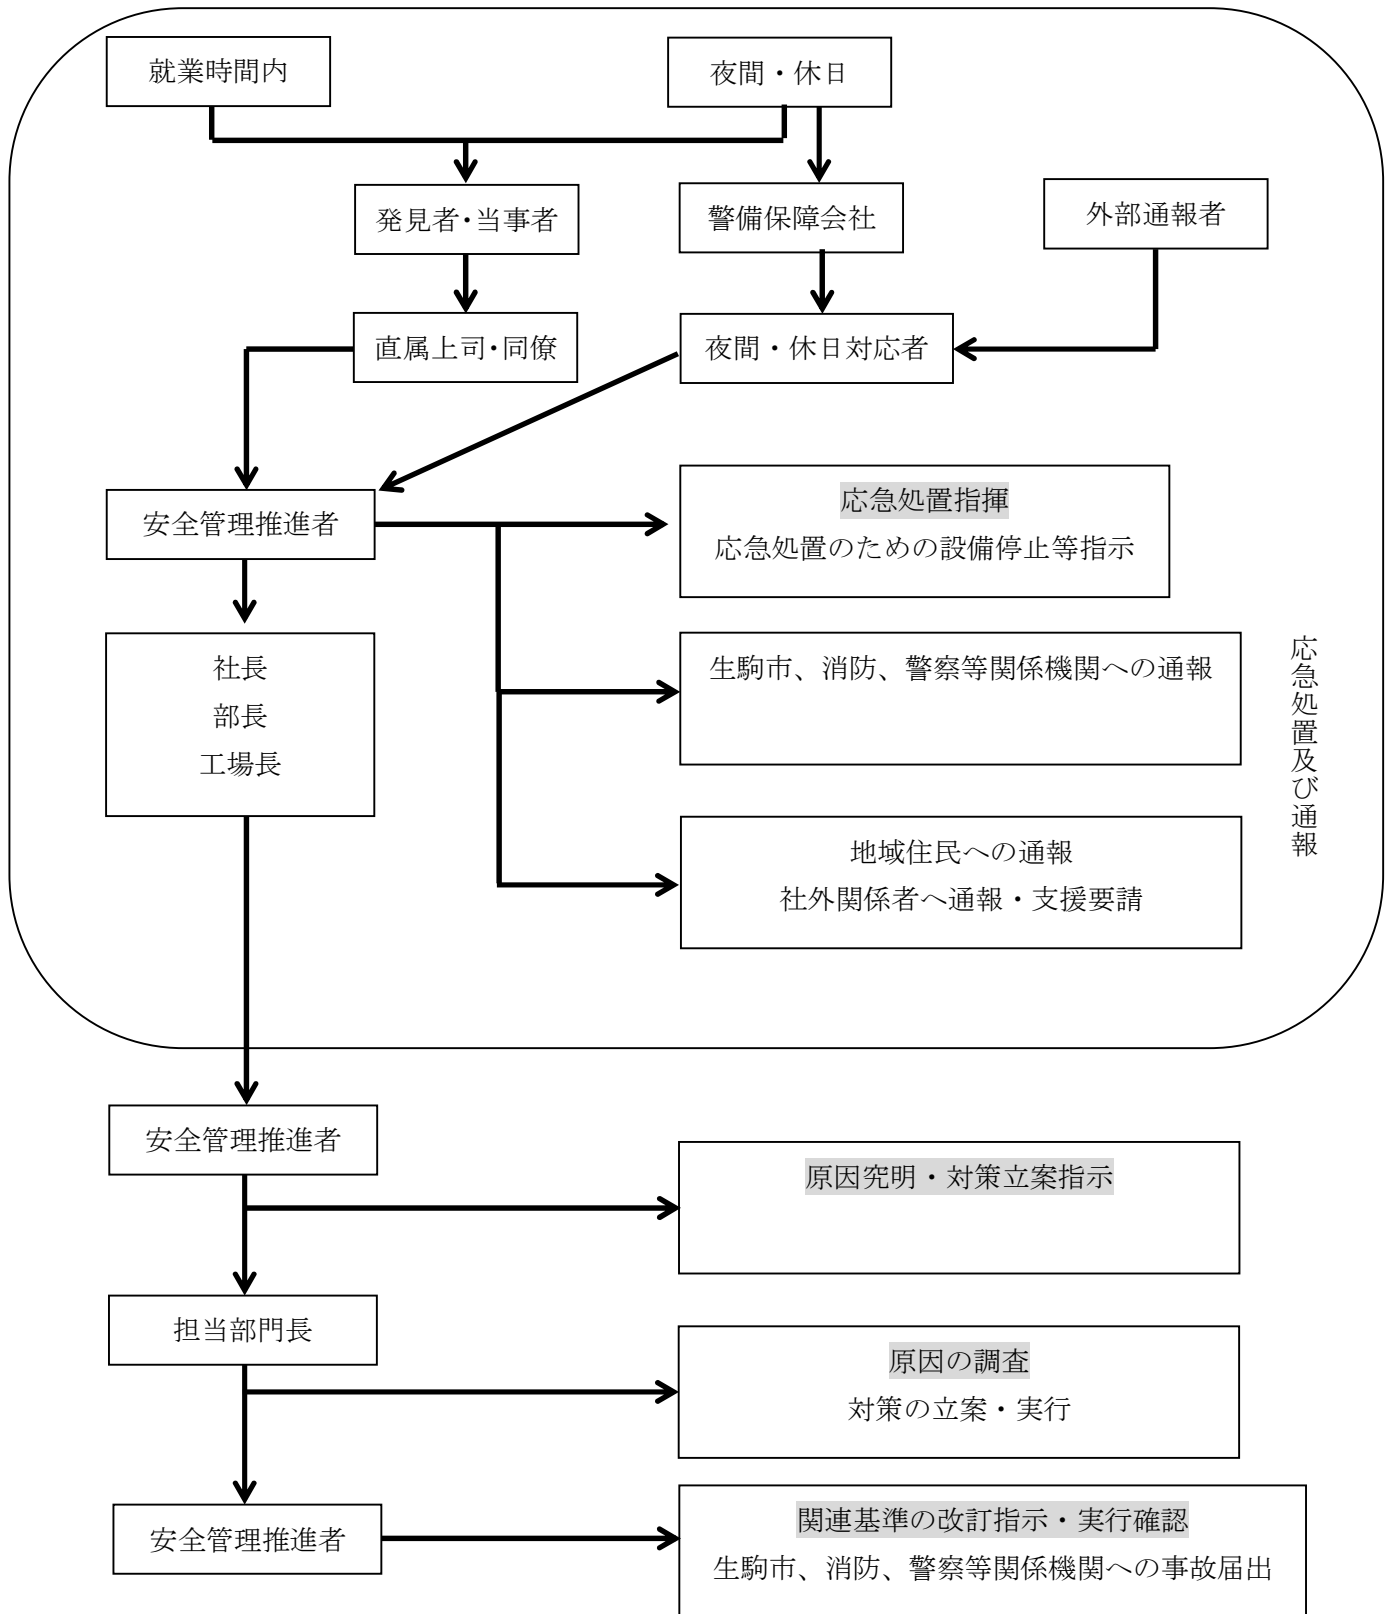 就業時間内
夜間・休日
発見者・当事者
警備保障会社
外部通報者
直属上司・同僚
夜間・休日対応者
安全管理推進者
応急処置指揮
応急処置のための設備停止等指示
社長
部長
工場長
生駒市、消防、警察等関係機関への通報
応急処置及び通報
地域住民への通報
社外関係者へ通報・支援要請
安全管理推進者
原因究明・対策立案指示
担当部門長
原因の調査
対策の立案・実行
安全管理推進者
関連基準の改訂指示・実行確認
生駒市、消防、警察等関係機関への事故届出